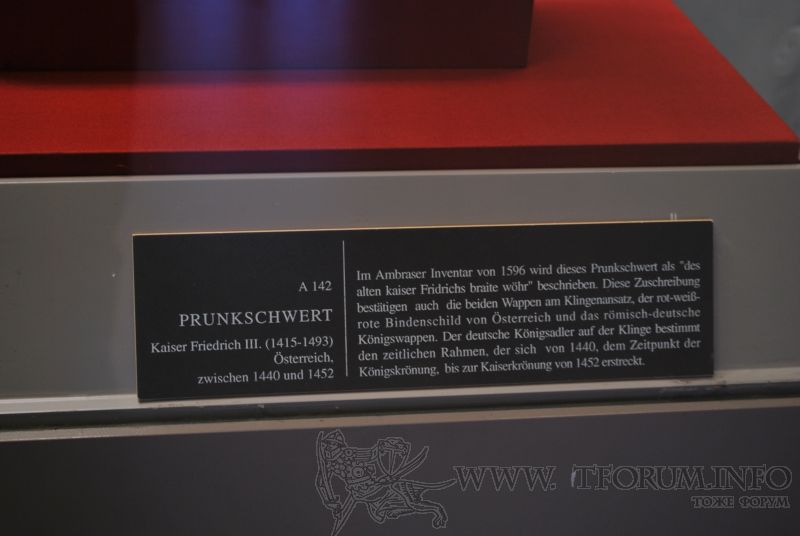 A 142
PRUNKSCHWERT
Kaiser Friedrich III. (1415-1493)
Österreich,
zwischen 1440 und 1452
Im Ambraser Inventar von 1596 wird dieses Prunkschwert als "des
alten kaiser Fridrichs braite wöhr" beschrieben. Diese Zuschreibung
bestätigen auch die beiden Wappen am Klingenansatz, der rot-weiß-
rote Bindenschild von Österreich und das römisch-deutsche
Königswappen. Der deutsche Königsadler auf der Klinge bestimmt
den zeitlichen Rahmen, der sich von 1440, dem Zeitpunkt der
Königskrönung, bis zur Kaiserkrönung von 1452 erstreckt.
WWW. TFORUM.INFO
ТОЖЕ ФОРУМ